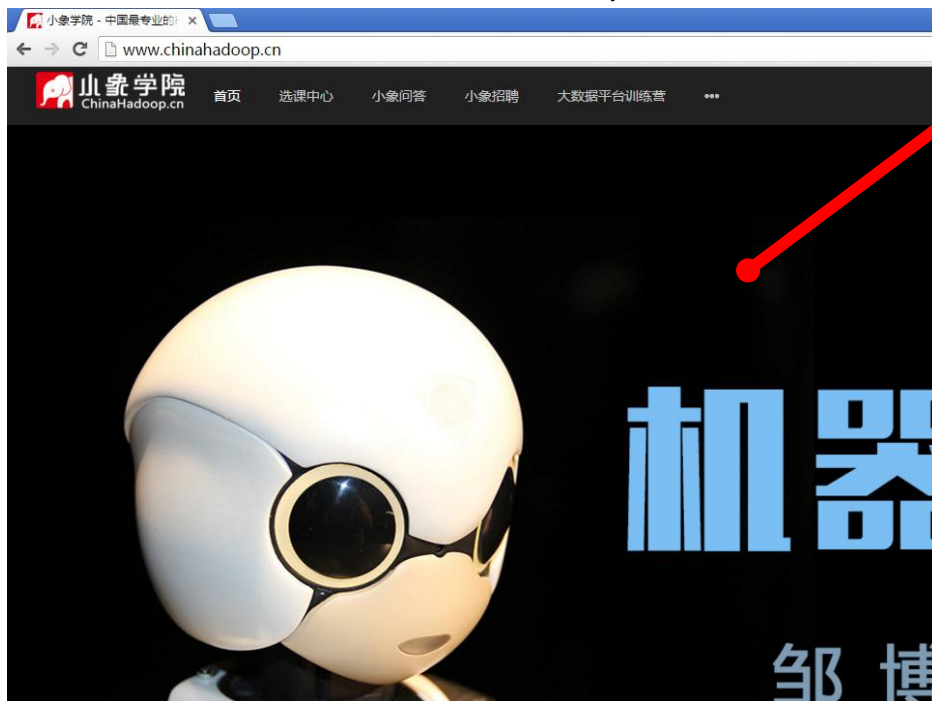 小象学院 - 中国最专业的
www.chinahadoop.cn
小象学院
ChinaHadoop.cn
首页 选课中心 小象问答 小象招聘 大数据平台训练营 •••
机器
邹博